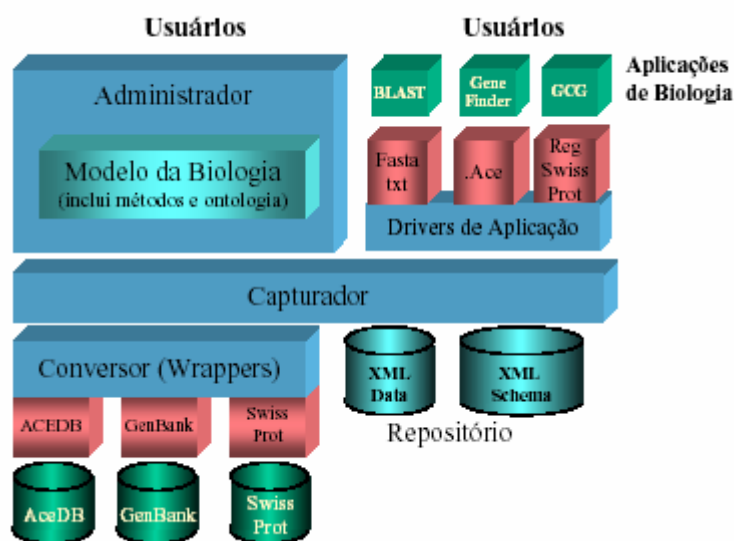 Usuários
Usuários
Administrador
Modelo da Biologia
(inclui métodos e ontologia)
BLAST
Gene
Finder
GCG
Aplicações
de Biologia
Fasta
txt
.Ace
Reg
Swiss
Prot
Drivers de Aplicação
Capturador
Conversor (Wrappers)
XML
Data
XML
Schema
Repositório
ACEDB
GenBank
Swiss
Prot
AceDB
GenBank
Swiss
Prot